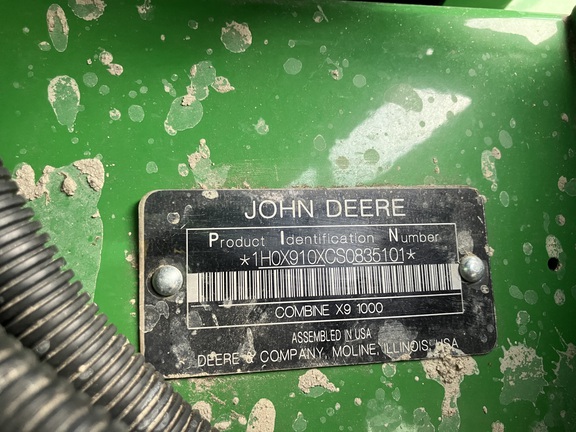 JOHN DEERE
Product Identification Number
*1H0X910XCS0835101*
COMBINE X9 1000
ASSEMBLED IN USA
DEERE & COMPANY, MOLINE, ILLINOIS, USA